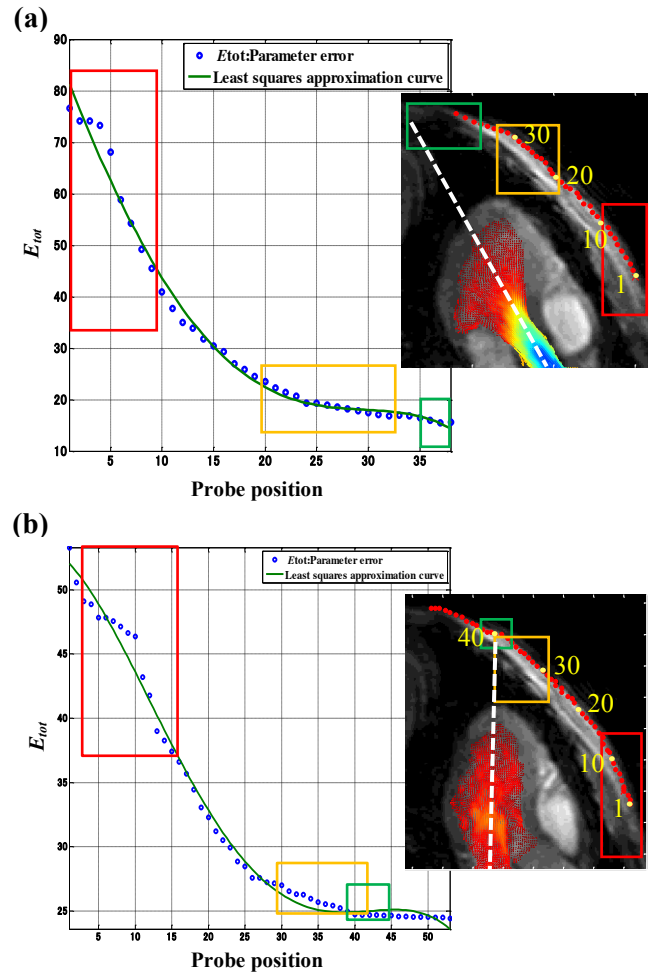 (a)
90
80
70
60
50
40
30
20
10
Etot
Etot:Parameter error
Least squares approximation curve
5 10 15 20 25 30 35
Probe position
30
20
10
1
(b)
50
45
40
35
30
25
Etot
Etot:Parameter error
Least squares approximation curve
5 10 15 20 25 30 35 40 45 50
Probe position
40
30
20
10
1